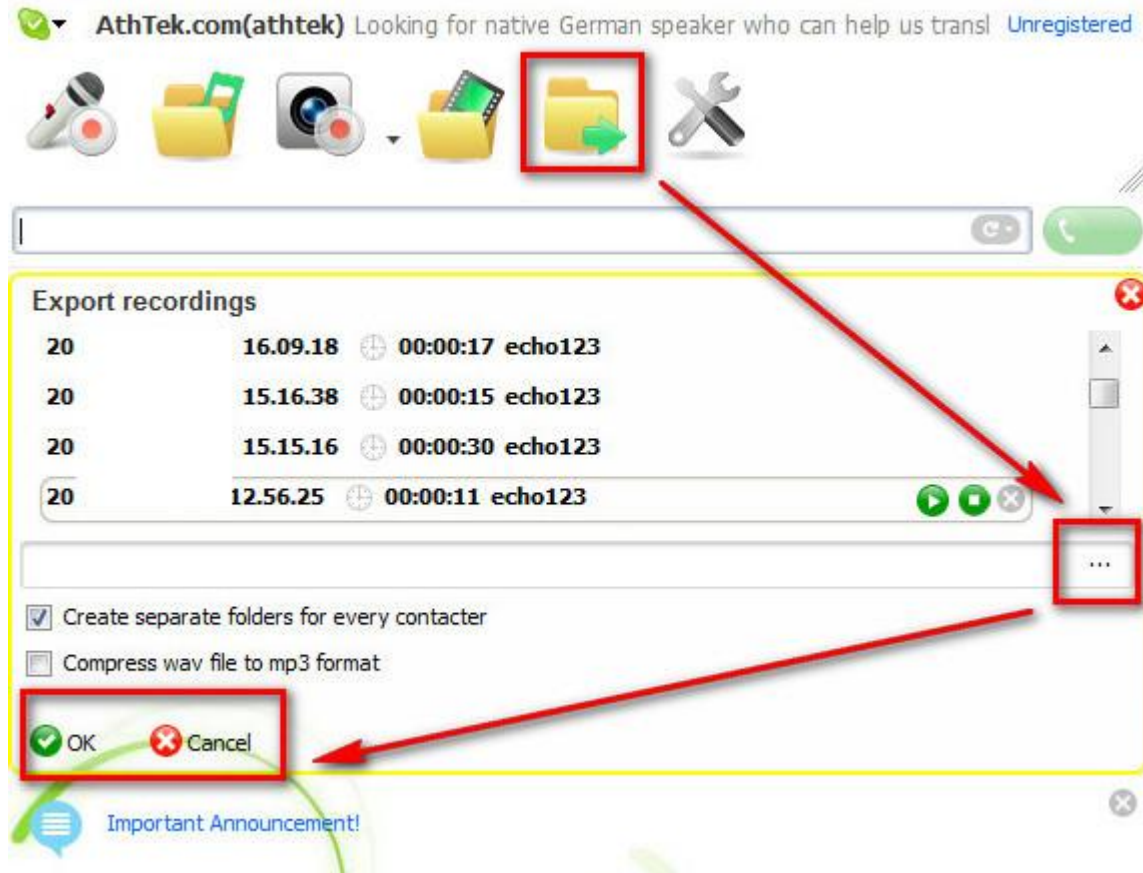 AthTek.com(athtek) Looking for native German speaker who can help us transl Unregistered
Export recordings
20 16.09.18 00:00:17 echo123
20 15.16.38 00:00:15 echo123
20 15.15.16 00:00:30 echo123
20 12.56.25 00:00:11 echo123
...
Create separate folders for every contacter
Compress wav file to mp3 format
OK Cancel
Important Announcement!